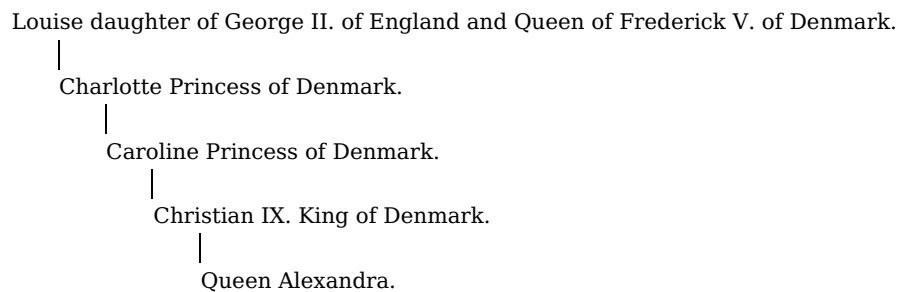 Louise daughter of George II. of England and Queen of Frederick V. of Denmark.
Charlotte Princess of Denmark.
Caroline Princess of Denmark.
Christian IX. King of Denmark.
Queen Alexandra.